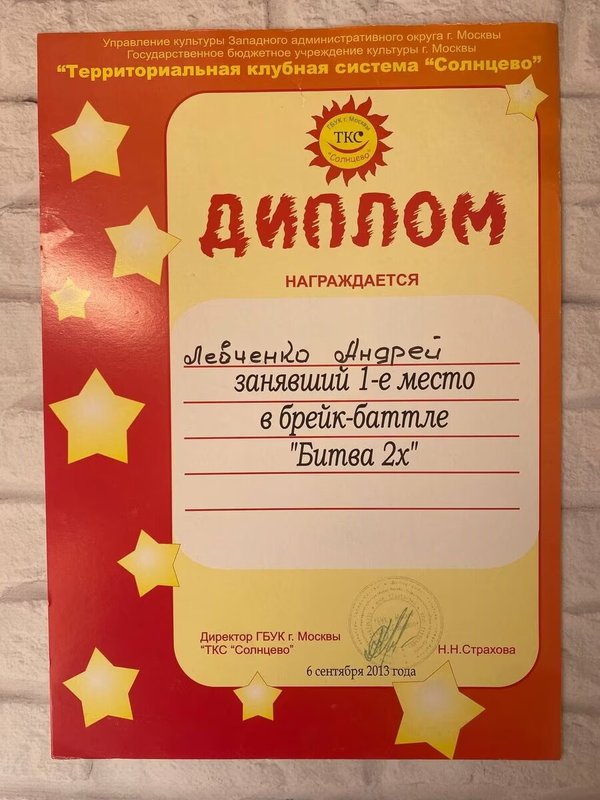 Управление культуры Западного административного округа г. Москвы
Государственное бюджетное учреждение культуры г. Москвы
“Территориальная клубная система “Солнцево”
ГБУК г. Москвы
ТКС
"Солнцево"
ДИПЛОМ
НАГРАЖДАЕТСЯ
Левченко Андрей
занявший 1-е место
в брейк-баттле
"Битва 2х"
Директор ГБУК г. Москвы
“ТКС “Солнцево”
Н.Н.Страхова
6 сентября 2013 года